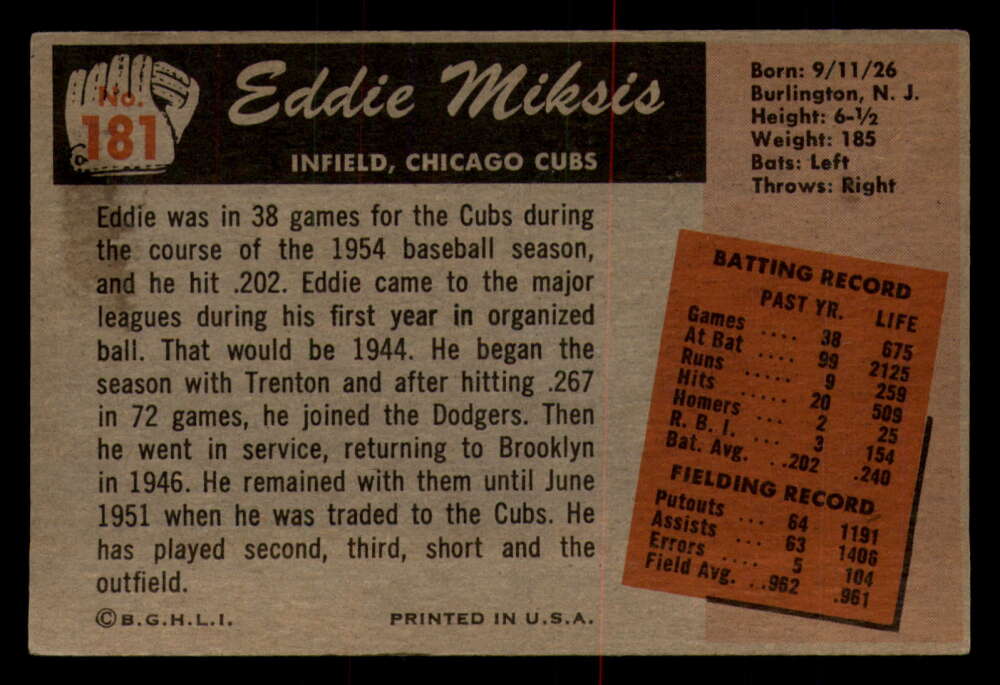 No.
181
Eddie Miksis
INFIELD, CHICAGO CUBS
Born: 9/11/26
Burlington, N. J.
Height: 6-½
Weight: 185
Bats: Left
Throws: Right
Eddie was in 38 games for the Cubs during
the course of the 1954 baseball season,
and he hit .202. Eddie came to the major
leagues during his first year in organized
ball. That would be 1944. He began the
season with Trenton and after hitting .267
in 72 games, he joined the Dodgers. Then
he went in service, returning to Brooklyn
in 1946. He remained with them until June
1951 when he was traded to the Cubs. He
has played second, third, short and the
outfield.
BATTING RECORD
PAST YR. LIFE
Games .... 38 675
At Bat .... 99 2125
Runs ..... 9 259
Hits ..... 20 509
Homers ... 2 25
R. B. I. ... 3 154
Bat. Avg. ...202 .240
FIELDING RECORD
Putouts ... 64 1191
Assists ... 63 1406
Errors .... 5 104
Field Avg. ..962 .961
©B.G.H.L.I.
PRINTED IN U.S.A.